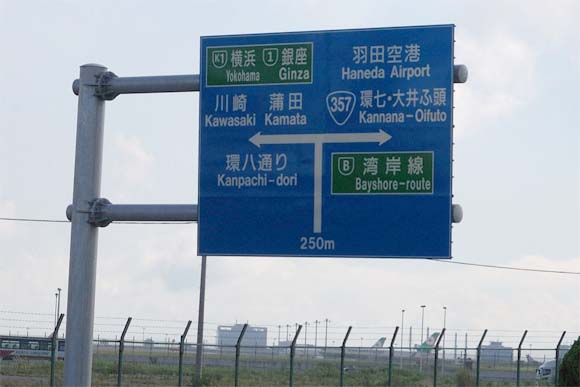 K1 横浜
Yokohama
1 銀座
Ginza
羽田空港
Haneda Airport
川崎 蒲田
Kawasaki Kamata
357
環七・大井ふ頭
Kannana-Oifuto
環八通り
Kanpachi-dori
B 湾岸線
Bayshore-route
250m